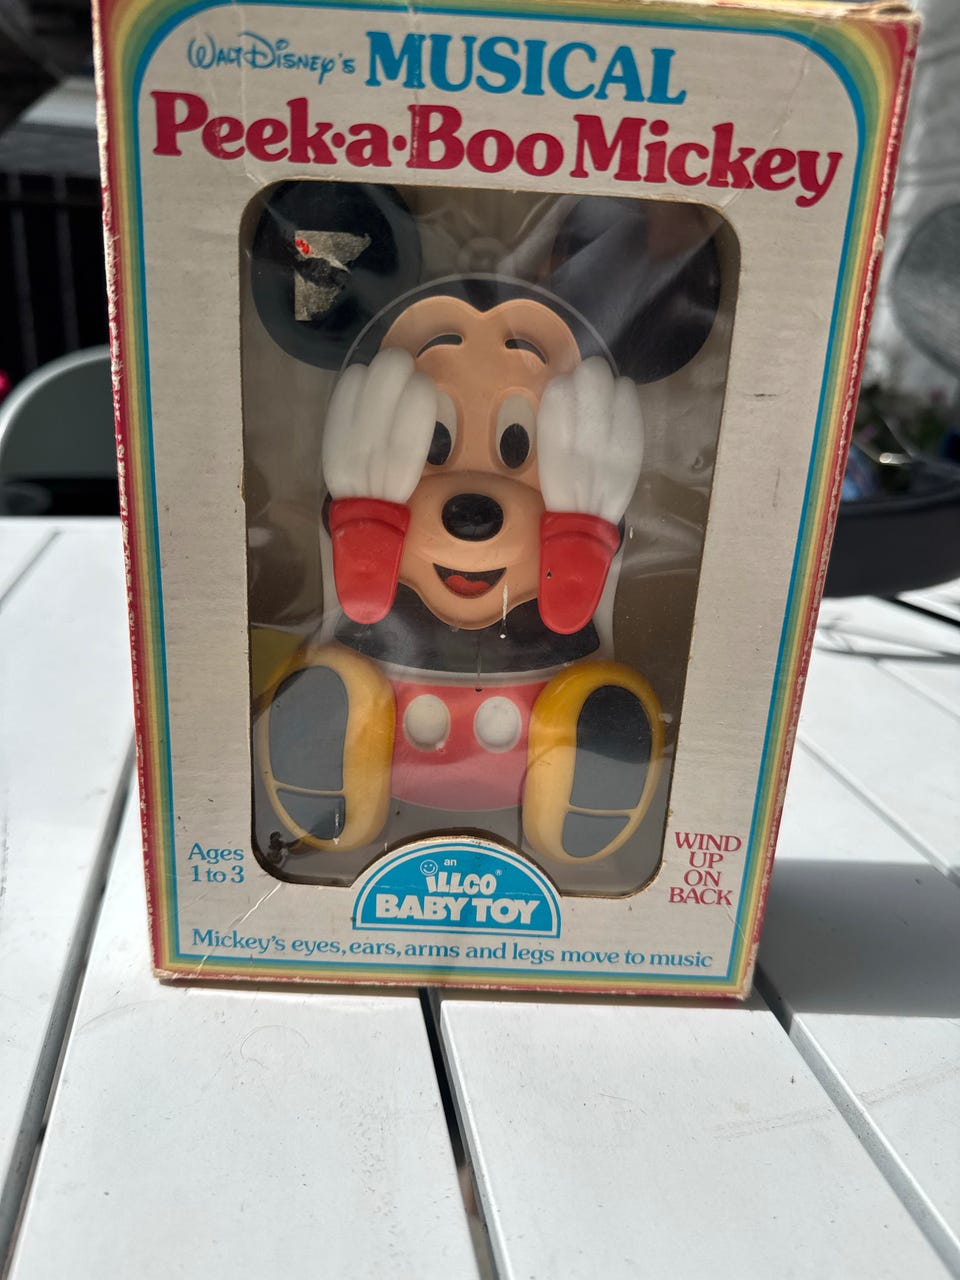 Walt Disney's MUSICAL
Peek·a·Boo Mickey
Ages
1 to 3
WIND
UP
ON
BACK
an
illco®
BABY TOY
Mickey's eyes, ears, arms and legs move to music